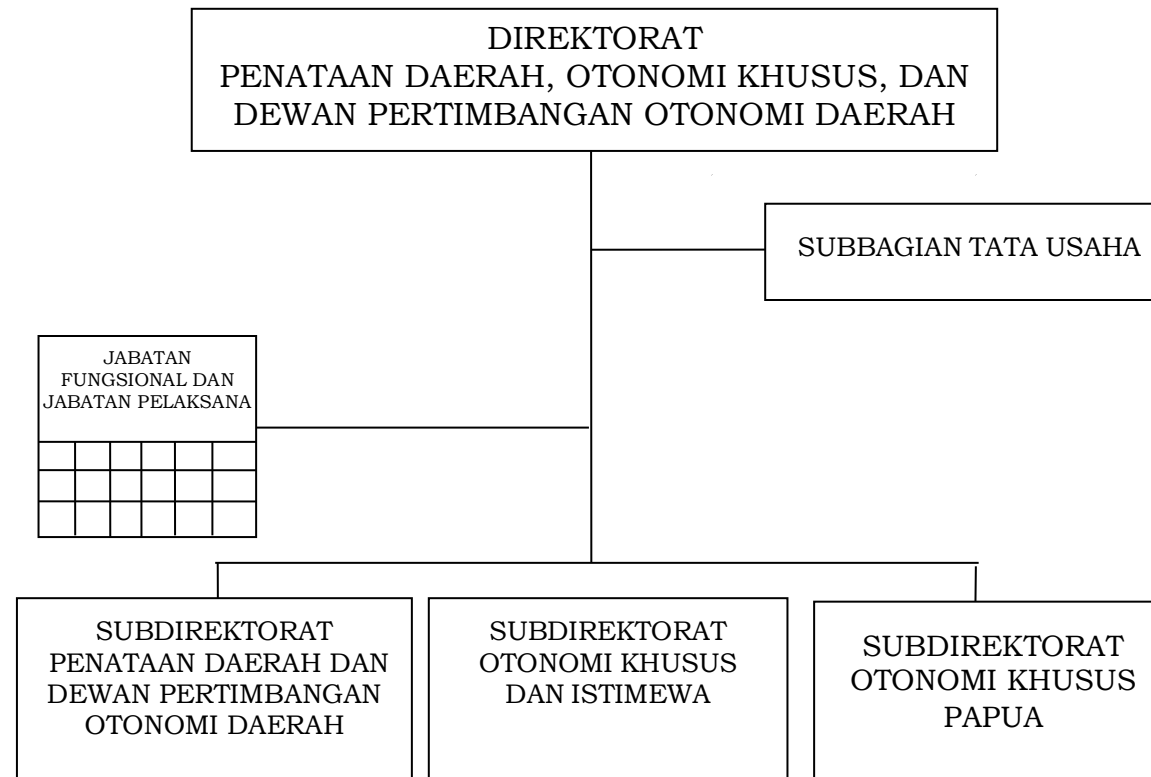 DIREKTORAT
PENATAAN DAERAH, OTONOMI KHUSUS, DAN
DEWAN PERTIMBANGAN OTONOMI DAERAH
SUBBAGIAN TATA USAHA
JABATAN
FUNGSIONAL DAN
JABATAN PELAKSANA
SUBDIREKTORAT
PENATAAN DAERAH DAN
DEWAN PERTIMBANGAN
OTONOMI DAERAH
SUBDIREKTORAT
OTONOMI KHUSUS
DAN ISTIMEWA
SUBDIREKTORAT
OTONOMI KHUSUS
PAPUA